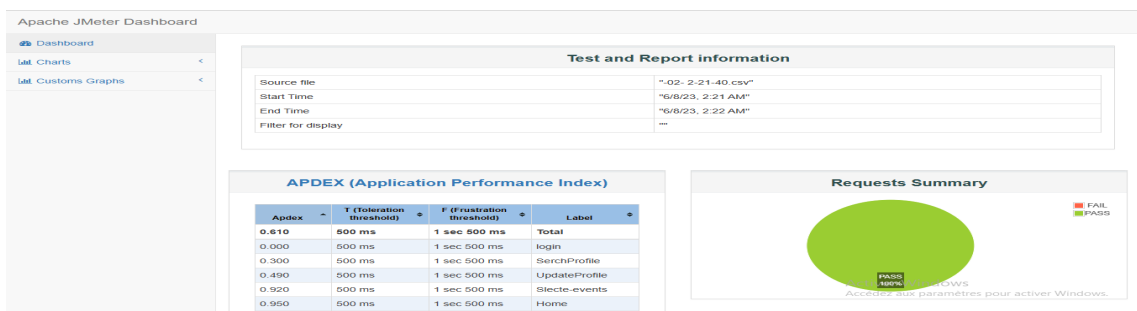 Apache JMeter Dashboard
Dashboard
Charts <
Customs Graphs <
Test and Report information
Source file "-02- 2-21-40.csv"
Start Time "6/8/23, 2:21 AM"
End Time "6/8/23, 2:22 AM"
Filter for display ""
APDEX (Application Performance Index)
Apdex T (Toleration threshold) F (Frustration threshold) Label
0.610 500 ms 1 sec 500 ms Total
0.000 500 ms 1 sec 500 ms login
0.300 500 ms 1 sec 500 ms SerchProfile
0.490 500 ms 1 sec 500 ms UpdateProfile
0.920 500 ms 1 sec 500 ms Slecte-events
0.950 500 ms 1 sec 500 ms Home
Requests Summary
FAIL
PASS
PASS
100%
Accédez aux paramètres pour activer Windows.